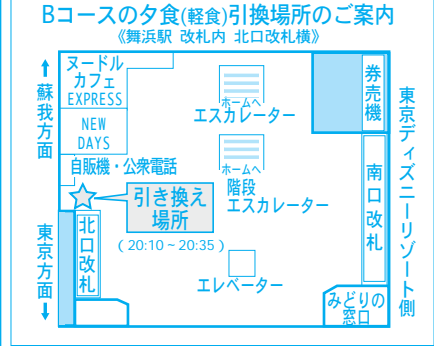 Bコースの夕食(軽食)引換場所のご案内
《舞浜駅 改札内 北口改札横》
↑蘇我方面
ヌードル
カフェ
EXPRESS
NEW
DAYS
自販機・公衆電話
☆
引き換え
場所
(20:10~20:35)
北口改札
東京方面↓
ホームへ
エスカレーター
ホームへ
階段
エスカレーター
エレベーター
券売機
南口改札
みどりの
窓口
東京ディズニーリゾート側